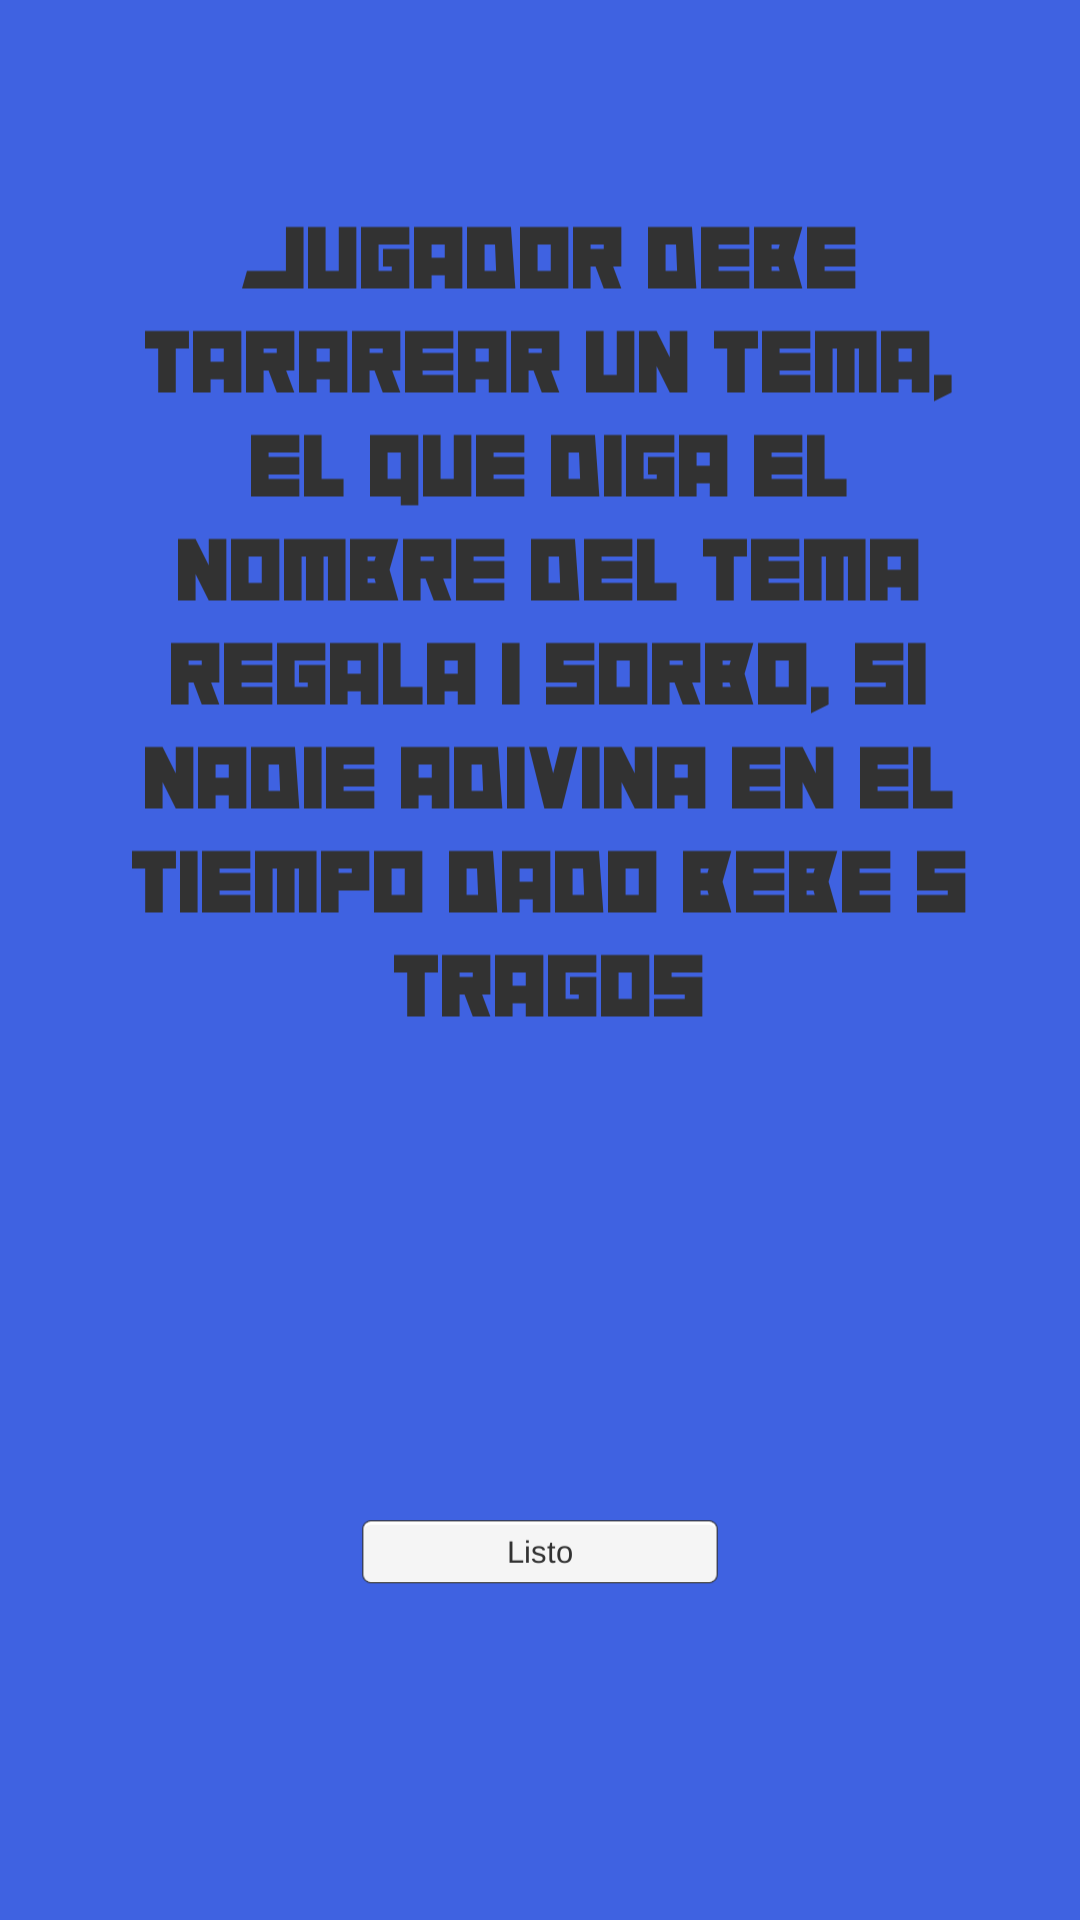 JUGADOR DEBE
TARAREAR UN TEMA,
EL QUE DIGA EL
NOMBRE DEL TEMA
REGALA 1 SORBO, SI
NADIE ADIVINA EN EL
TIEMPO DADO BEBE 5
TRAGOS
Listo